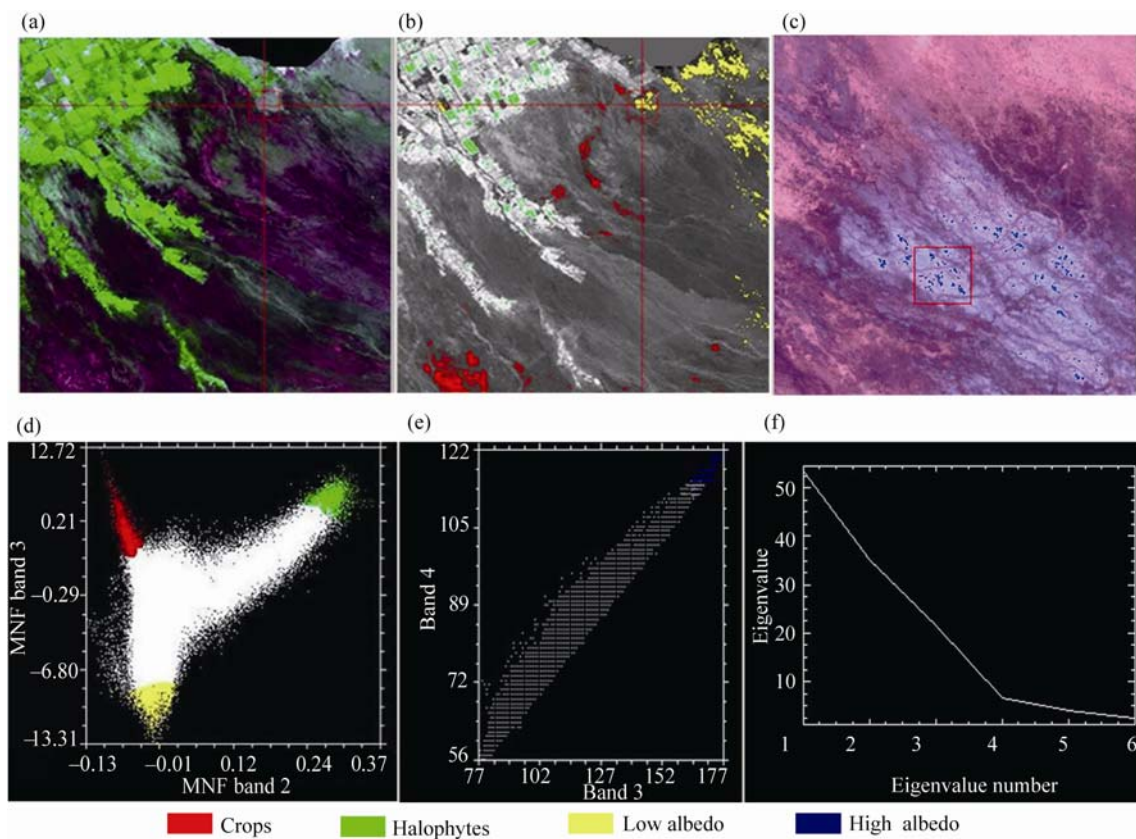 (a)
(b)
(c)
(d)
12.72
0.21
−0.29
−6.80
−13.31
MNF band 3
−0.13
−0.01
0.12
0.24
0.37
MNF band 2
(e)
122
105
89
72
56
Band 4
77
102
127
152
177
Band 3
(f)
50
40
30
20
10
Eigenvalue
1
2
3
4
5
6
Eigenvalue number
Crops
Halophytes
Low albedo
High albedo